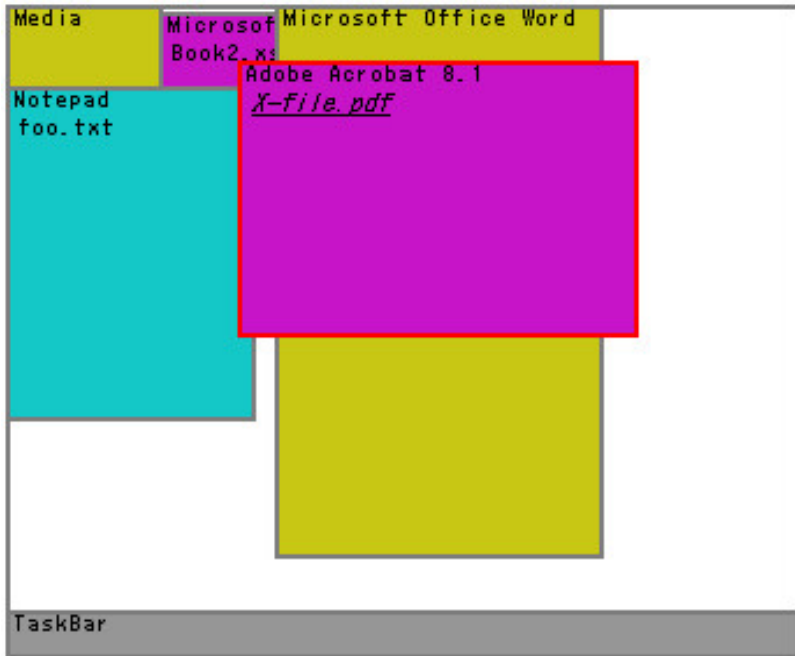 Media
Microsof
Book2.xs
Microsoft Office Word
Adobe Acrobat 8.1
X-file.pdf
Notepad
foo.txt
TaskBar